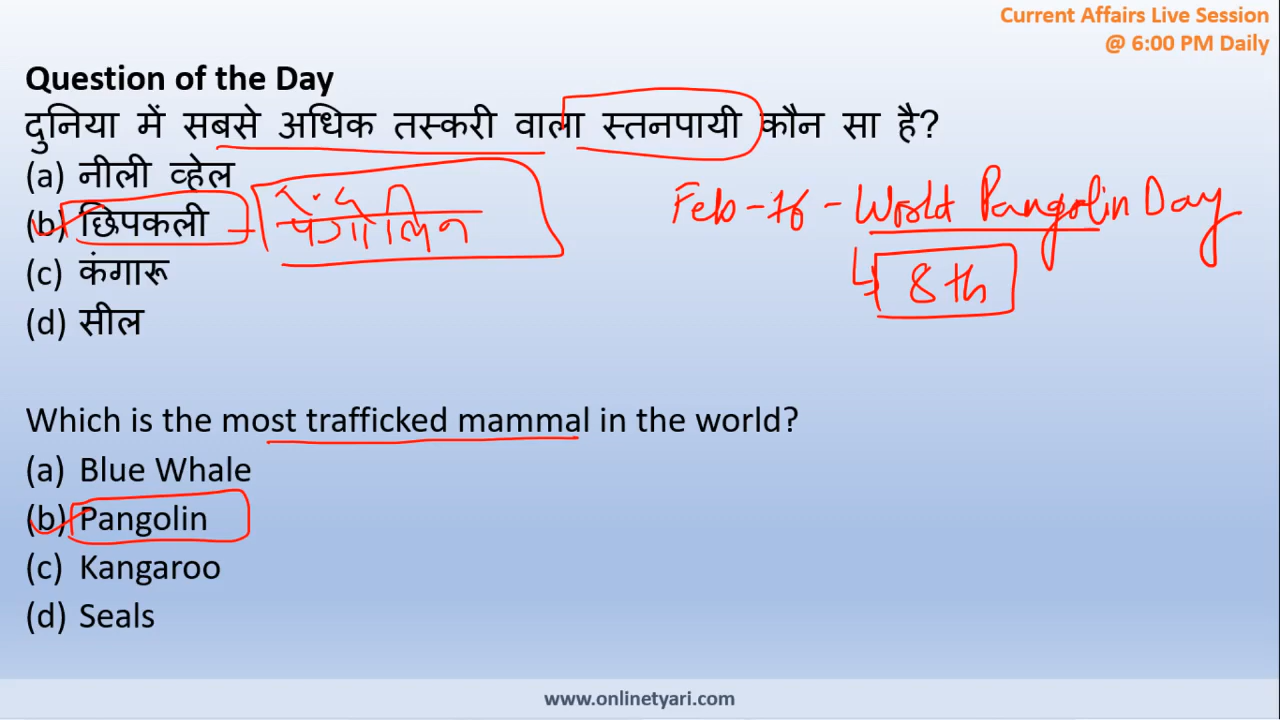 Current Affairs Live Session
@ 6:00 PM Daily
Question of the Day
दुनिया में सबसे अधिक तस्करी वाला स्तनपायी कौन सा है?
(a) नीली व्हेल
(b) छिपकली
पंगोलिन
(c) कंगारू
(d) सील
Feb - 16 - World Pangolin Day
8th
Which is the most trafficked mammal in the world?
(a) Blue Whale
(b) Pangolin
(c) Kangaroo
(d) Seals
www.onlinetyari.com